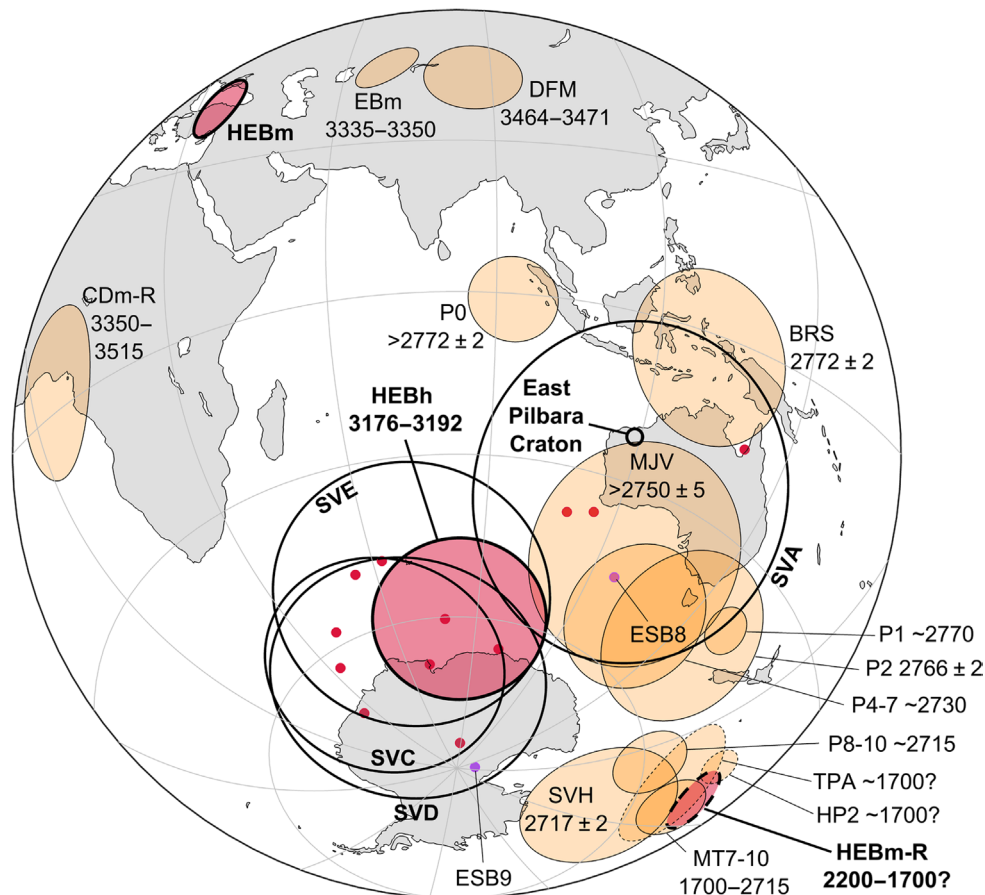 EBm
3335–3350
DFM
3464–3471
HEBm
CDm-R
3350–
3515
P0
>2772 ± 2
BRS
2772 ± 2
HEBh
3176–3192
East
Pilbara
Craton
MJV
>2750 ± 5
SVE
SVA
ESB8
P1 ~2770
P2 2766 ± 2
P4-7 ~2730
P8-10 ~2715
SVC
SVD
SVH
2717 ± 2
TPA ~1700?
HP2 ~1700?
ESB9
MT7-10
1700–2715
HEBm-R
2200–1700?